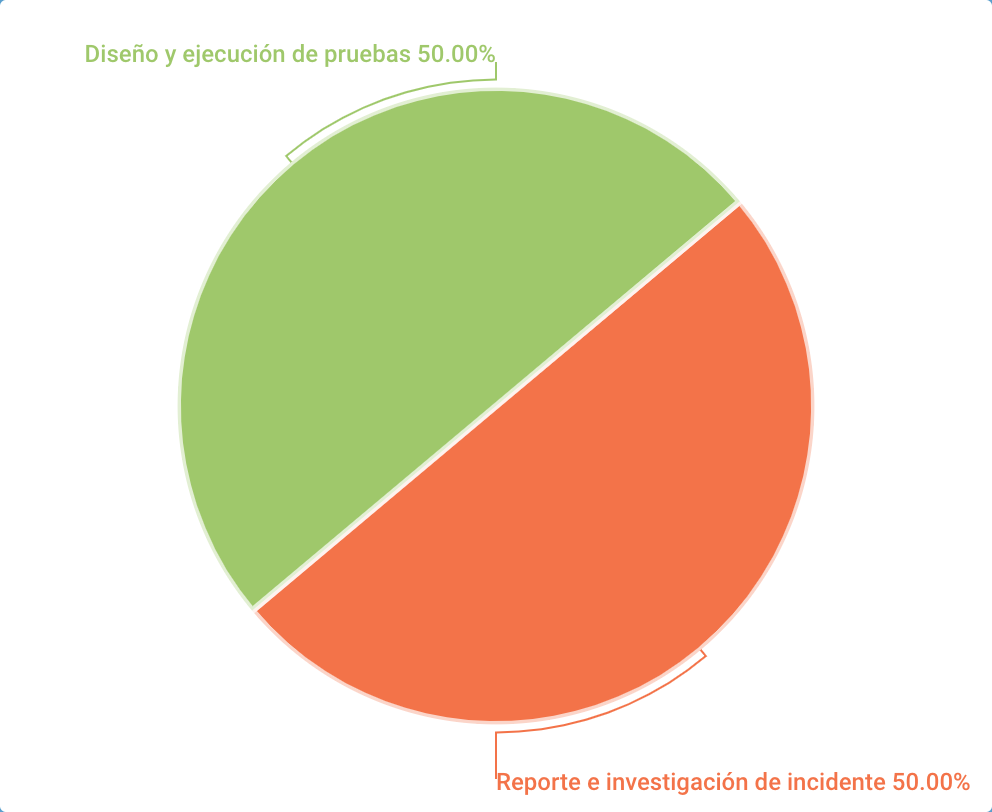 Diseño y ejecución de pruebas 50.00%
Reporte e investigación de incidente 50.00%